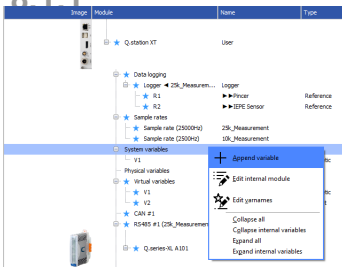 Image Module Name Type
Q.station XT User
Data logging
Logger ◄ 25k_Measurem... Logger
R1 ►►Pincer Reference
R2 ►►IEPE Sensor Reference
Sample rates
Sample rate (25000Hz) 25k_Measurement
Sample rate (2500Hz) 10k_Measurement
System variables
V1
Physical variables
Virtual variables
V1
V2
CAN #1
RS485 #1 (25k_Measuremen
Q.series-XL A101
Append variable
Edit internal module
Edit varnames
Collapse all
Collapse internal variables
Expand all
Expand internal variables